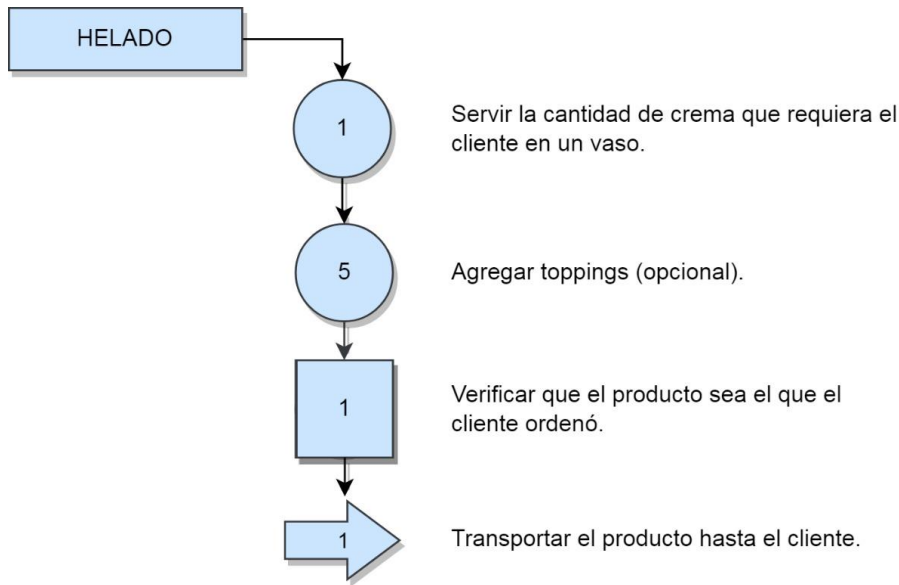 HELADO
1
Servir la cantidad de crema que requiera el
cliente en un vaso.
5
Agregar toppings (opcional).
1
Verificar que el producto sea el que el
cliente ordenó.
1
Transportar el producto hasta el cliente.